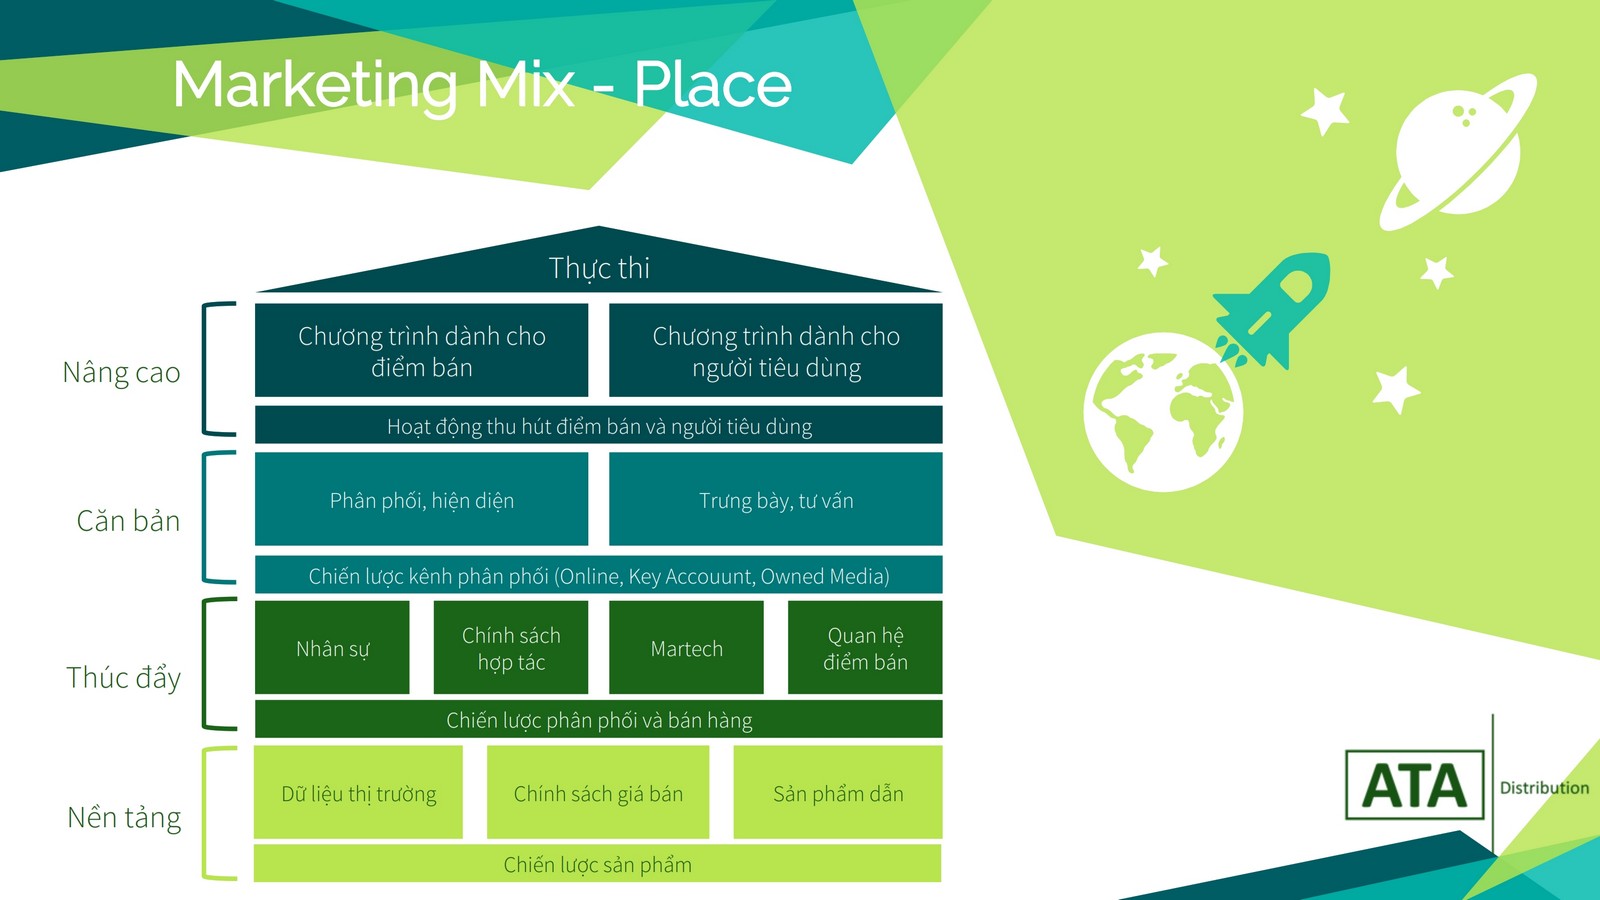 Marketing Mix - Place
Thực thi
Nâng cao
Chương trình dành cho
điểm bán
Chương trình dành cho
người tiêu dùng
Hoạt động thu hút điểm bán và người tiêu dùng
Căn bản
Phân phối, hiện diện
Trưng bày, tư vấn
Chiến lược kênh phân phối (Online, Key Accouunt, Owned Media)
Thúc đẩy
Nhân sự
Chính sách
hợp tác
Martech
Quan hệ
điểm bán
Chiến lược phân phối và bán hàng
Nền tảng
Dữ liệu thị trường
Chính sách giá bán
Sản phẩm dẫn
Chiến lược sản phẩm
ATA
Distribution